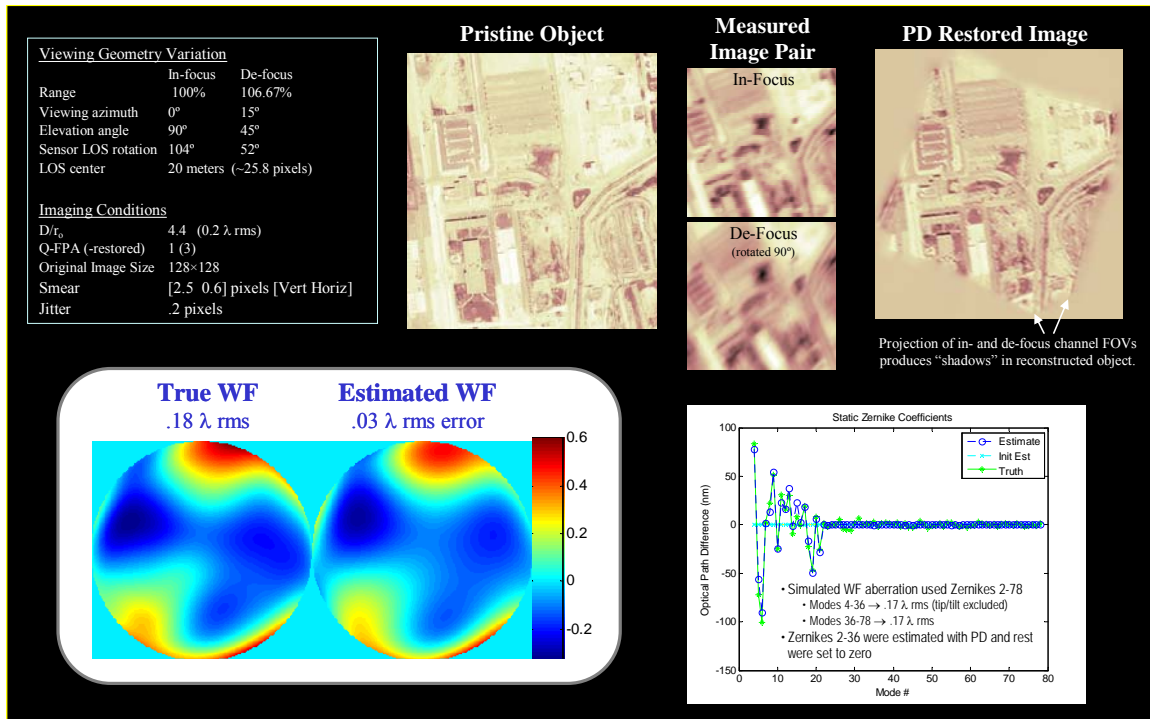 Viewing Geometry Variation
In-focus De-focus
Range 100% 106.67%
Viewing azimuth 0º 15º
Elevation angle 90º 45º
Sensor LOS rotation 104º 52º
LOS center 20 meters (~25.8 pixels)
Imaging Conditions
D/ro 4.4 (0.2 λ rms)
Q-FPA (-restored) 1 (3)
Original Image Size 128×128
Smear [2.5 0.6] pixels [Vert Horiz]
Jitter .2 pixels
Pristine Object
Measured
Image Pair
In-Focus
De-Focus
(rotated 90º)
PD Restored Image
Projection of in- and de-focus channel FOVs
produces “shadows” in reconstructed object.
True WF
.18 λ rms
Estimated WF
.03 λ rms error
0.6
0.4
0.2
0
-0.2
Static Zernike Coefficients
Estimate
Init Est
Truth
100
50
0
-50
-100
-150
Optical Path Difference (nm)
• Simulated WF aberration used Zernikes 2-78
• Modes 4-36 → .17 λ rms (tip/tilt excluded)
• Modes 36-78 → .17 λ rms
• Zernikes 2-36 were estimated with PD and rest
were set to zero
0 10 20 30 40 50 60 70 80
Mode #